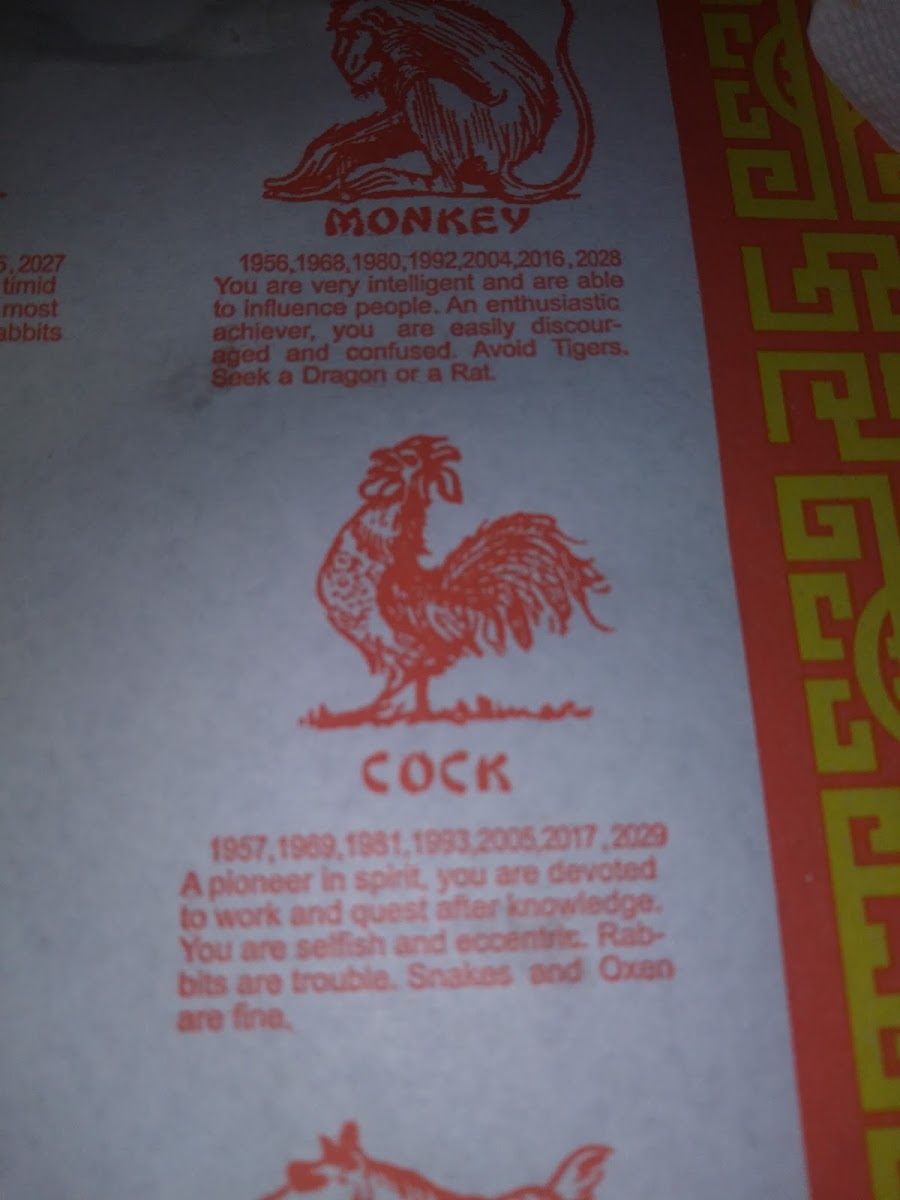 MONKEY
1956,1968,1980,1992,2004,2016,2028
You are very intelligent and are able
to influence people. An enthusiastic
achiever, you are easily discour-
aged and confused. Avoid Tigers.
Seek a Dragon or a Rat.
, 2027
timid
most
abbits
COCK
1957,1969,1981,1993,2005,2017,2029
A pioneer in spirit, you are devoted
to work and quest after knowledge.
You are selfish and eccentric. Rab-
bits are trouble. Snakes and Oxen
are fine.